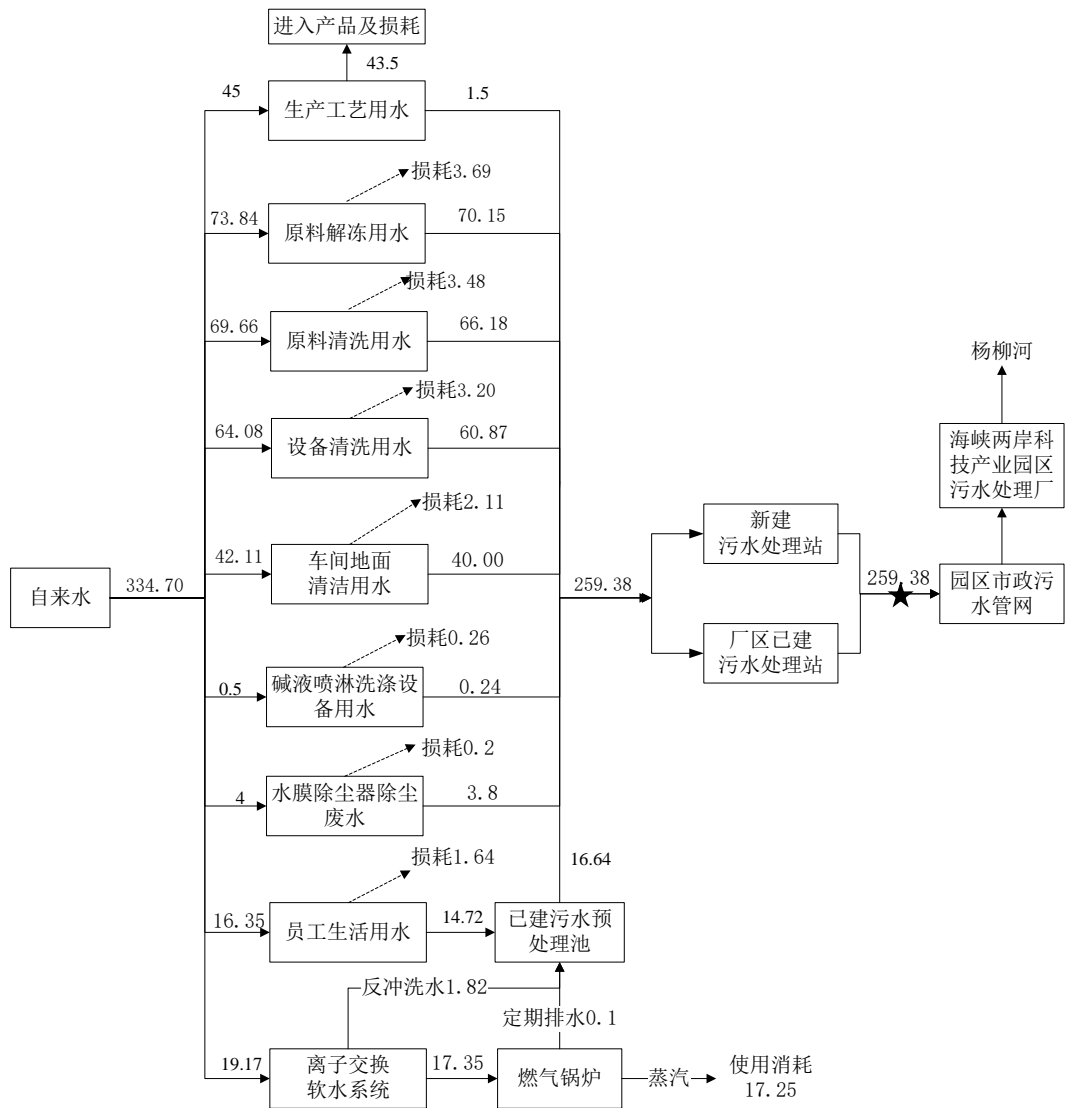 进入产品及损耗
43.5
45
生产工艺用水
1.5
损耗3.69
73.84
原料解冻用水
70.15
损耗3.48
69.66
原料清洗用水
66.18
损耗3.20
64.08
设备清洗用水
60.87
损耗2.11
42.11
车间地面
清洁用水
40.00
自来水
334.70
259.38
新建
污水处理站
厂区已建
污水处理站
259.38
园区市政污
水管网
海峡两岸科
技产业园区
污水处理厂
杨柳河
损耗0.26
0.5
碱液喷淋洗涤设
备用水
0.24
损耗0.2
4
水膜除尘器除尘
废水
3.8
16.64
损耗1.64
16.35
员工生活用水
14.72
已建污水预
处理池
反冲洗水1.82
定期排水0.1
19.17
离子交换
软水系统
17.35
燃气锅炉
蒸汽
使用消耗
17.25